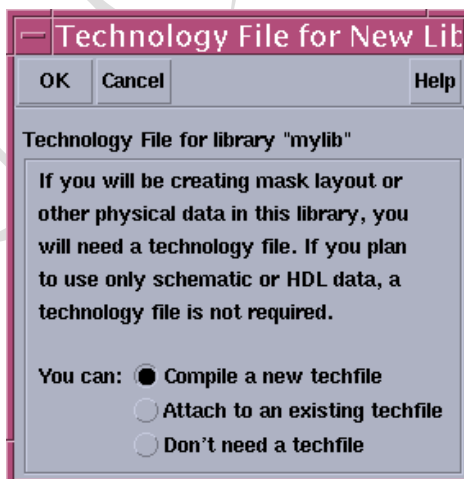 Technology File for New Lib
OK Cancel Help
Technology File for library "mylib"
If you will be creating mask layout or
other physical data in this library, you
will need a technology file. If you plan
to use only schematic or HDL data, a
technology file is not required.
You can: Compile a new techfile
Attach to an existing techfile
Don't need a techfile